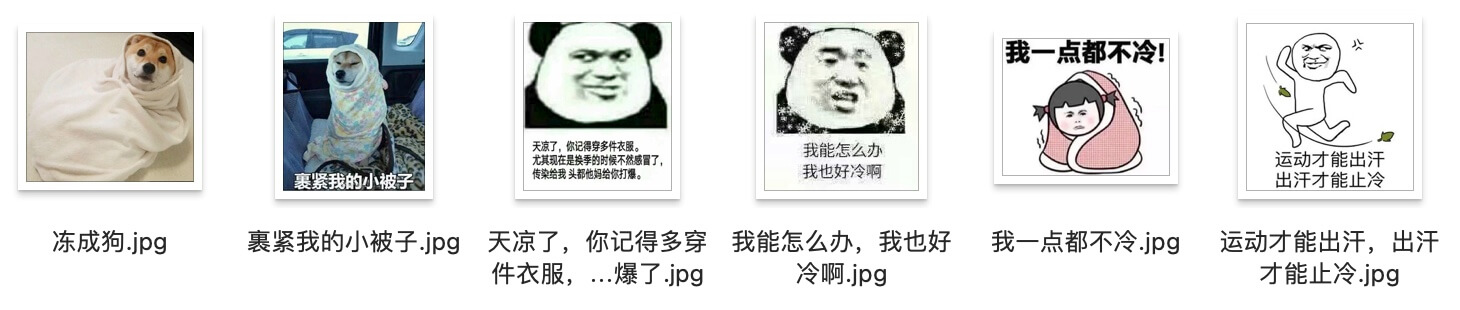 裹紧我的小被子
天凉了，你记得穿多件衣服。
尤其现在是换季的时候不然感冒了，
传染给我 头都他妈给你打爆。
我能怎么办
我也好冷啊
我一点都不冷!
运动才能出汗
出汗才能止冷
冻成狗.jpg
裹紧我的小被子.jpg
天凉了，你记得多穿
件衣服，...爆了.jpg
我能怎么办，我也好
冷啊.jpg
我一点都不冷.jpg
运动才能出汗，出汗
才能止冷.jpg